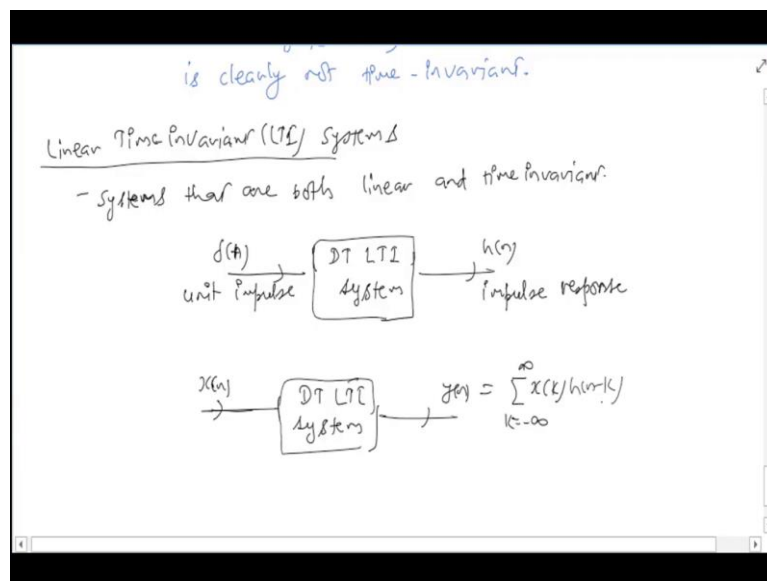 is clearly not time-invariant.
Linear Time Invariant (LTI) Systems
- Systems that are both linear and time invariant.
δ(n) DT LTI h(n)
unit impulse system impulse response
x(n) DT LTI y(n) = ∞ ∑ k=-∞ x(k) h(n-k)
system